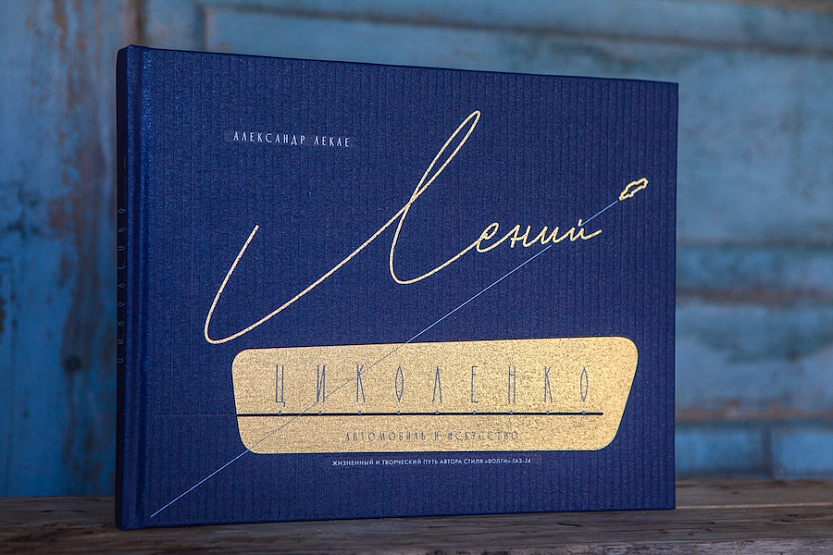 АЛЕКСАНДР ЛЕКАЕ
Лений
ЦИКОЛЕНКО
АВТОМОБИЛЬ И ИСКУССТВО
ЖИЗНЕННЫЙ И ТВОРЧЕСКИЙ ПУТЬ АВТОРА СТИЛЯ «ВОЛГИ» ГАЗ-24